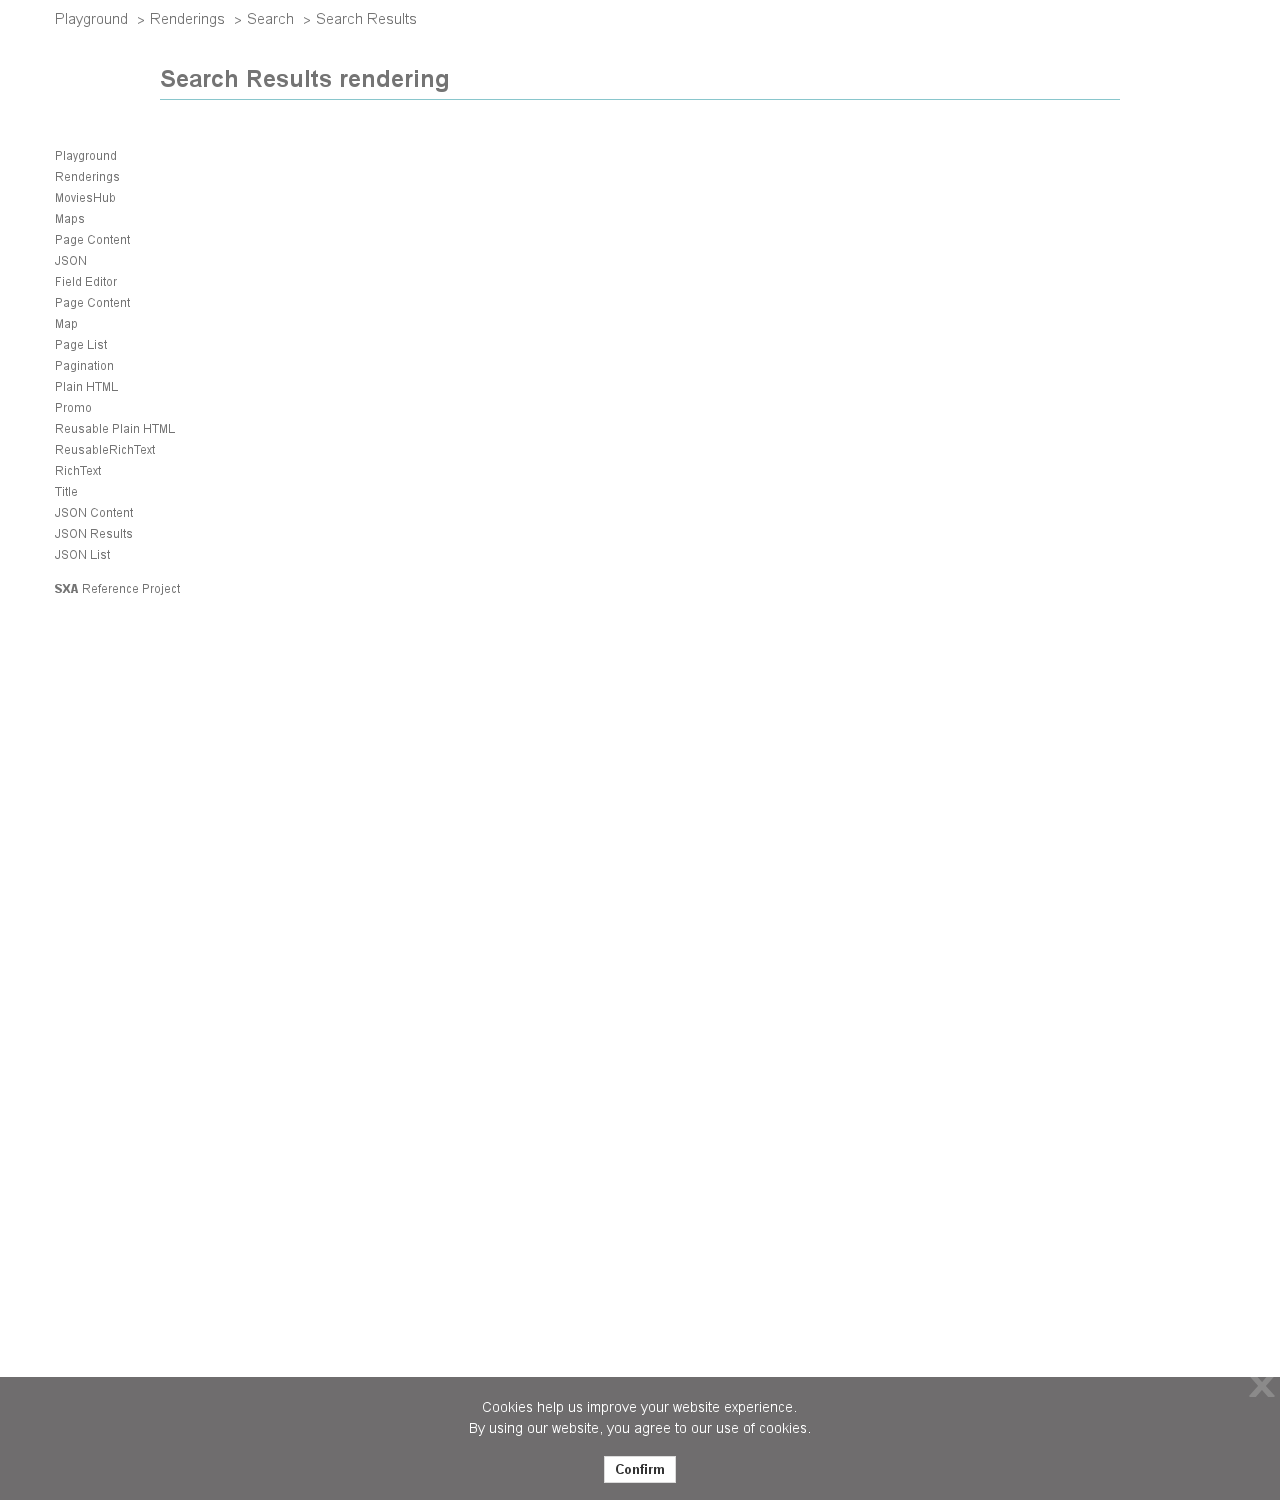 Playground > Renderings > Search > Search Results
Search Results rendering
Playground
Renderings
MoviesHub
Maps
Page Content
JSON
Field Editor
Page Content
Map
Page List
Pagination
Plain HTML
Promo
Reusable Plain HTML
ReusableRichText
RichText
Title
JSON Content
JSON Results
JSON List
SXA Reference Project
X
Cookies help us improve your website experience.
By using our website, you agree to our use of cookies.
Confirm